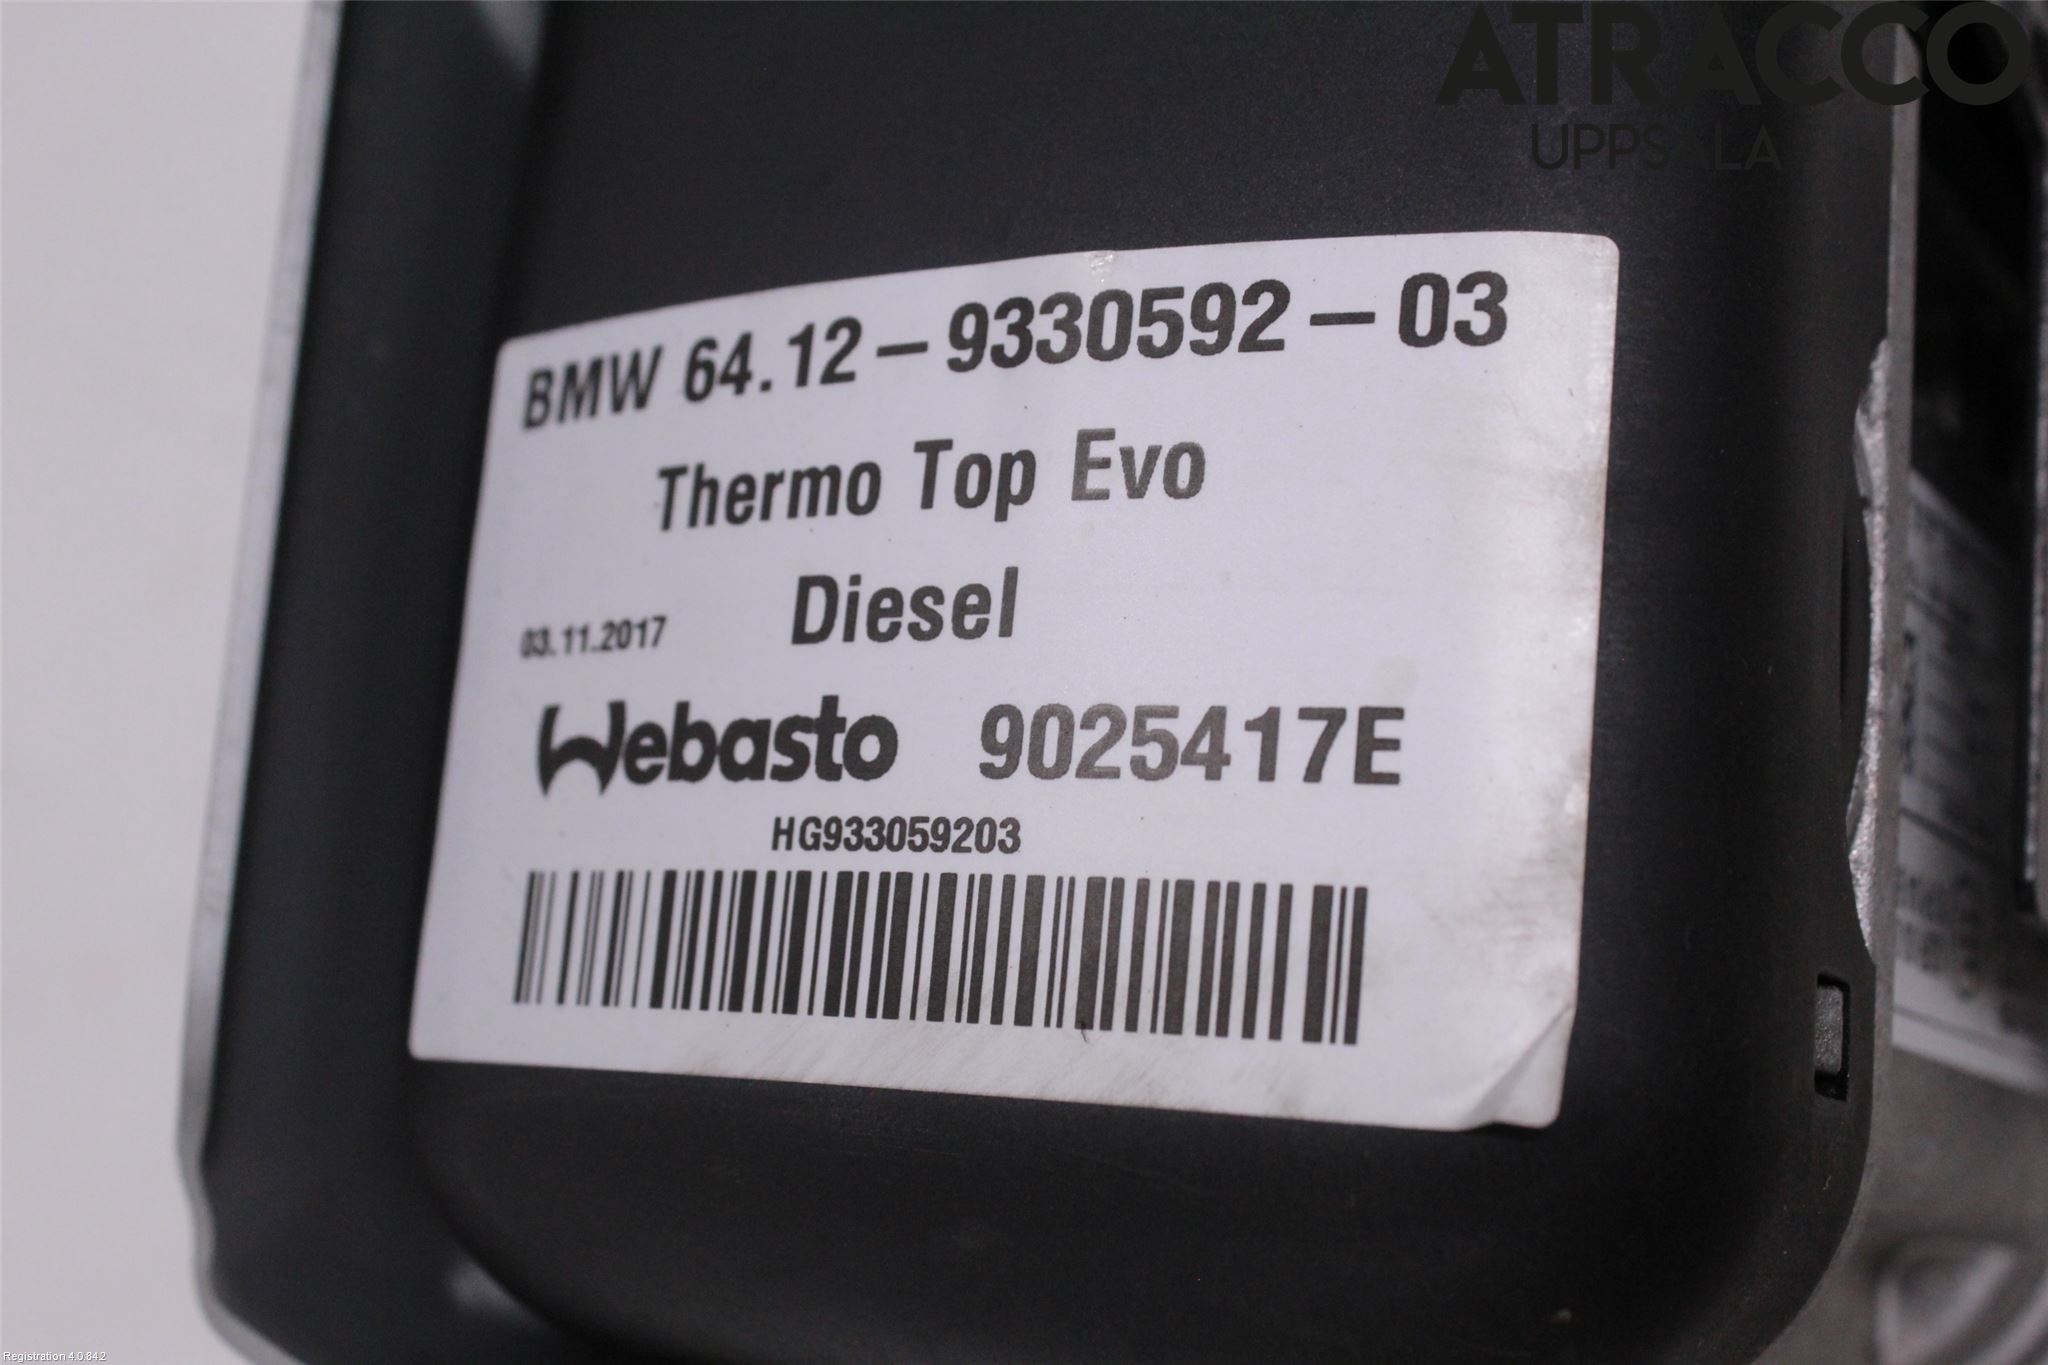 ATRACCO
UPPSALA
BMW 64.12-9330592-03
Thermo Top Evo
Diesel
03.11.2017
Webasto 9025417E
HG933059203
Registration 4.0.842